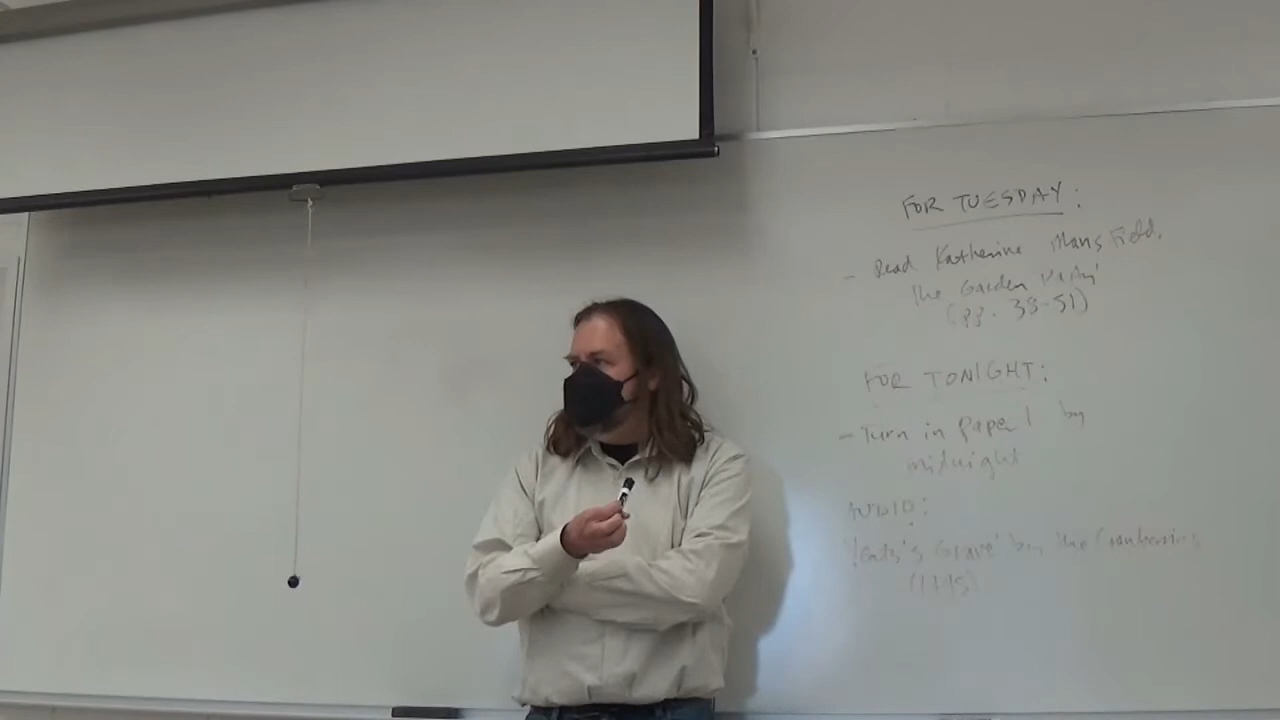 FOR TUESDAY:
- Read Katherine Mansfield,
'The Garden Party'
(pp. 38-51)
FOR TONIGHT:
- Turn in Paper 1 by
midnight
AUDIO:
'Yeats's Grave' by the Cranberries